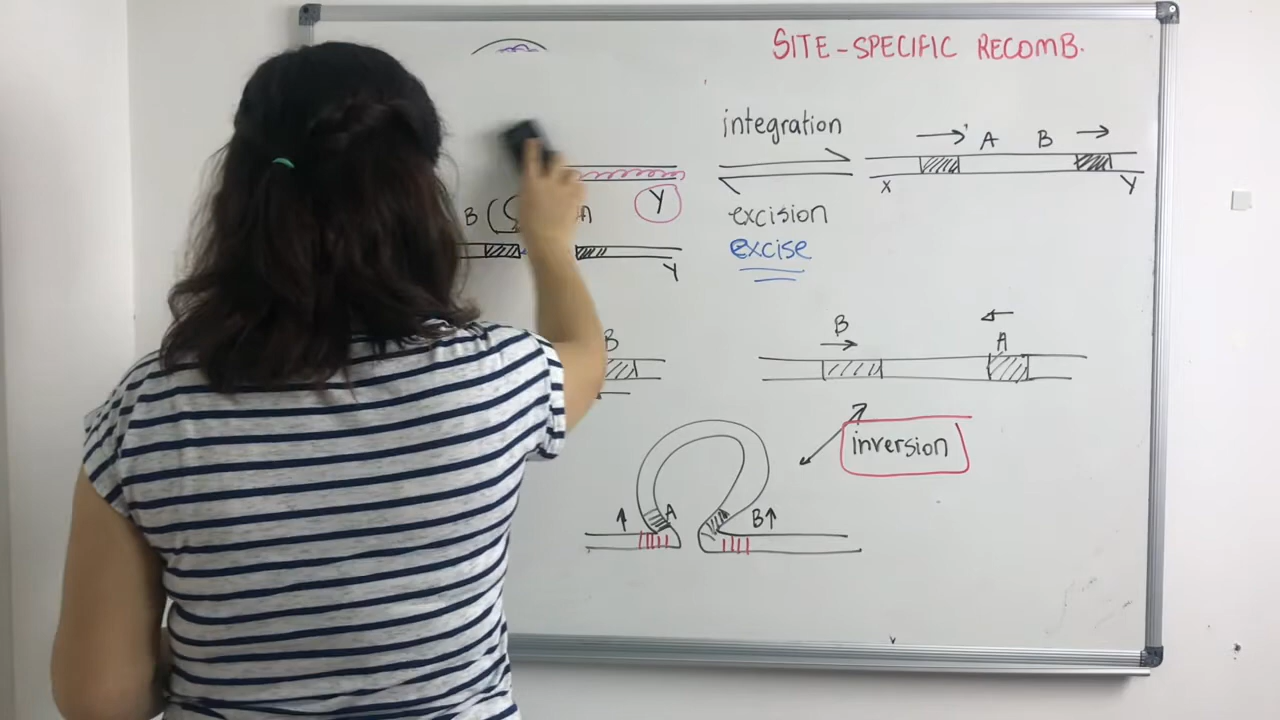 SITE-SPECIFIC RECOMB.
integration
A B
X Y
B A Y
excision
excise
Y
B
B A
inversion
A B